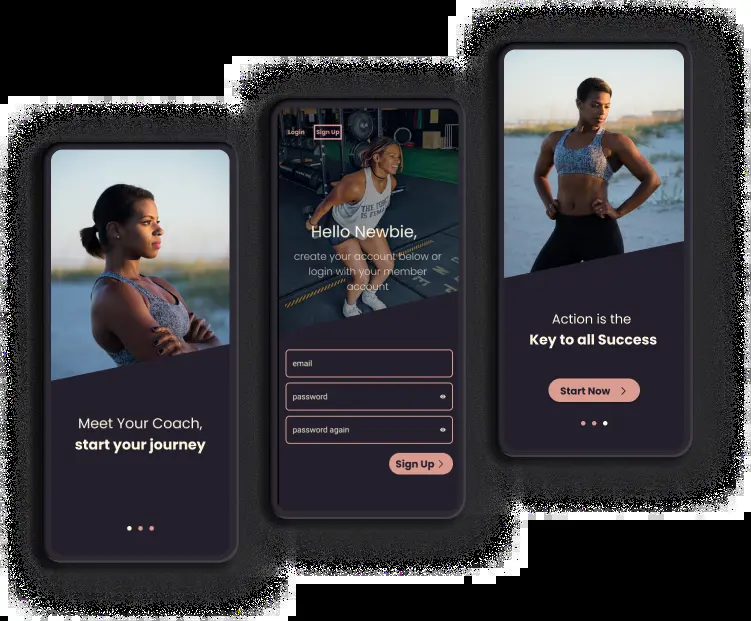 Meet Your Coach,
start your journey
Login
Sign Up
Hello Newbie,
create your account below or
login with your member
account
email
password
password again
Sign Up
Action is the
Key to all Success
Start Now